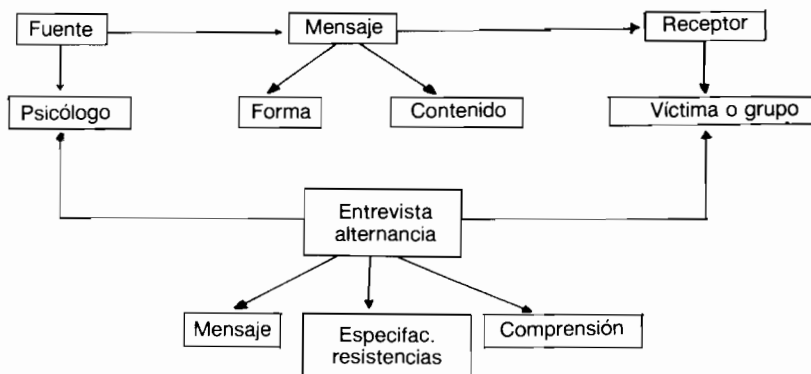 Fuente
Mensaje
Receptor
Psicólogo
Forma
Contenido
Víctima o grupo
Entrevista
alternancia
Mensaje
Especifac.
resistencias
Comprensión